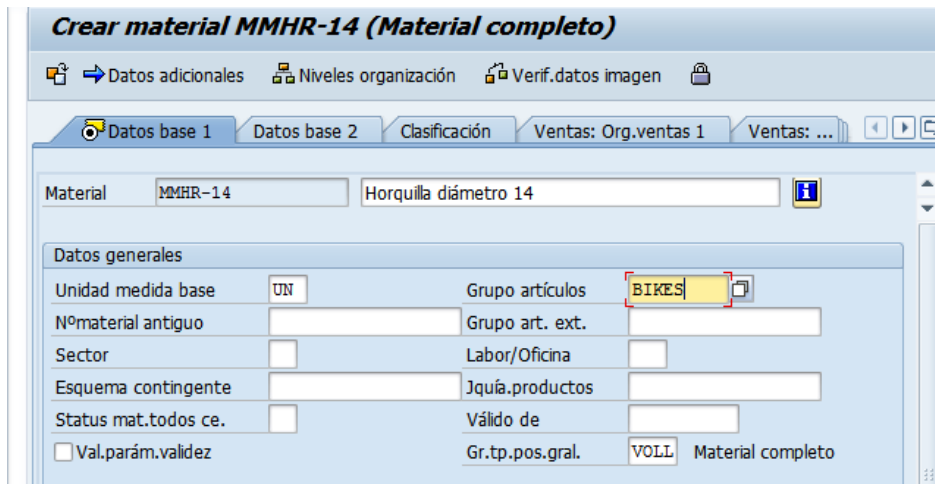 Crear material MMHR-14 (Material completo)
Datos adicionales Niveles organización Verif.datos imagen
Datos base 1 Datos base 2 Clasificación Ventas: Org.ventas 1 Ventas: ...
Material MMHR-14 Horquilla diámetro 14
Datos generales
Unidad medida base UN Grupo artículos BIKES
Nºmaterial antiguo Grupo art. ext.
Sector Labor/Oficina
Esquema contingente Jquía.productos
Status mat.todos ce. Válido de
Val.parám.validez Gr.tp.pos.gral. VOLL Material completo